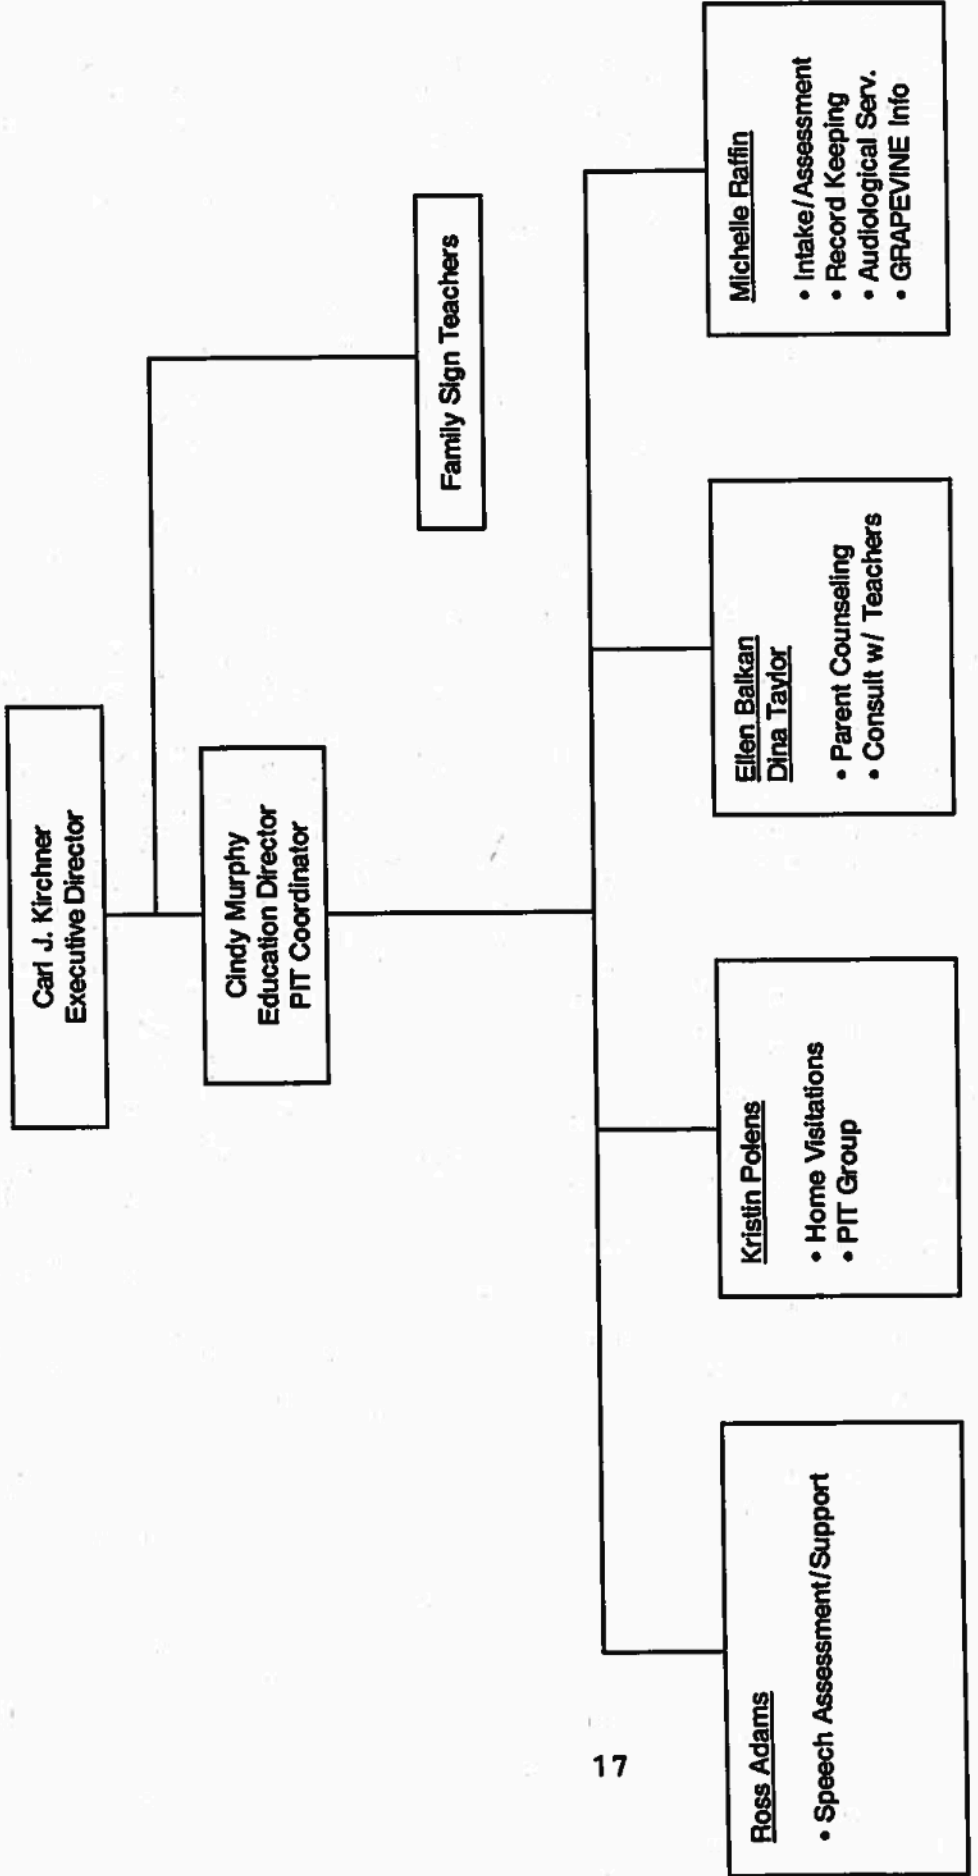 Carl J. Kirchner
Executive Director
Cindy Murphy
Education Director
PIT Coordinator
Family Sign Teachers
Ross Adams
• Speech Assessment/Support
Kristin Polens
• Home Visitations
• PIT Group
Ellen Balkan
Dina Taylor
• Parent Counseling
• Consult w/ Teachers
Michelle Raffin
• Intake/Assessment
• Record Keeping
• Audiological Serv.
• GRAPEVINE Info
17